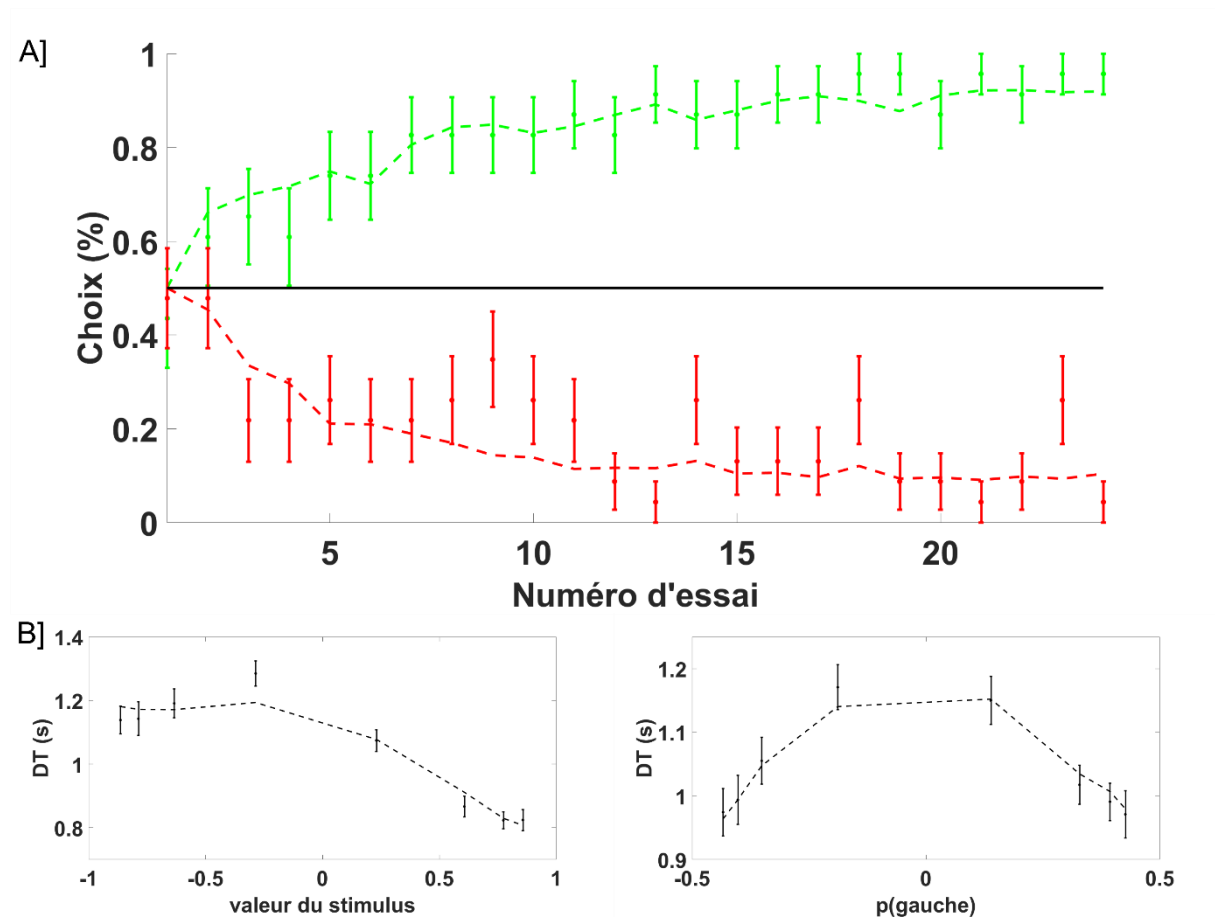 A]
1
0.8
0.6
0.4
0.2
0
Choix (%)
5 10 15 20
Numéro d'essai
B]
1.4
1.2
1
0.8
DT (s)
-1 -0.5 0 0.5 1
valeur du stimulus
1.2
1.1
1
0.9
DT (s)
-0.5 0 0.5
p(gauche)